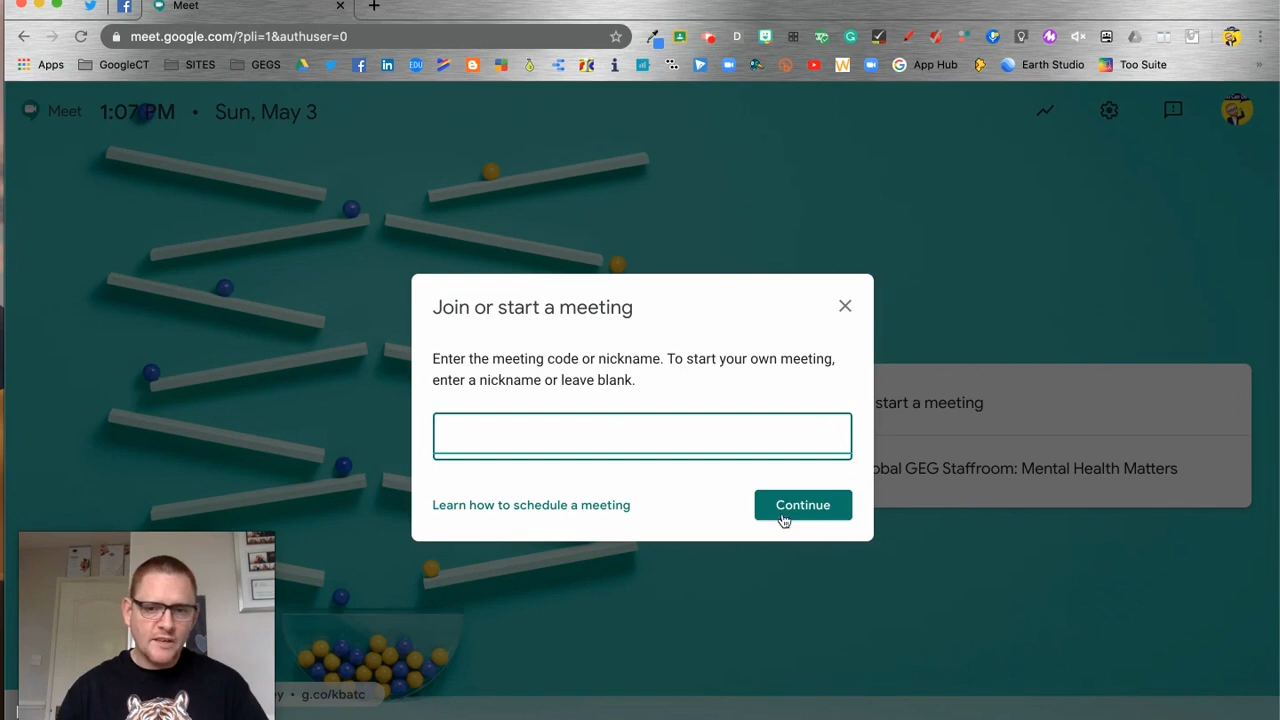 Meet
meet.google.com/?pli=1&authuser=0
Apps GoogleCT SITES GEGS App Hub Earth Studio Too Suite »
Meet 1:07 PM • Sun, May 3
Join or start a meeting
Enter the meeting code or nickname. To start your own meeting,
enter a nickname or leave blank.
start a meeting
obal GEG Staffroom: Mental Health Matters
Learn how to schedule a meeting
Continue
• g.co/kbatc